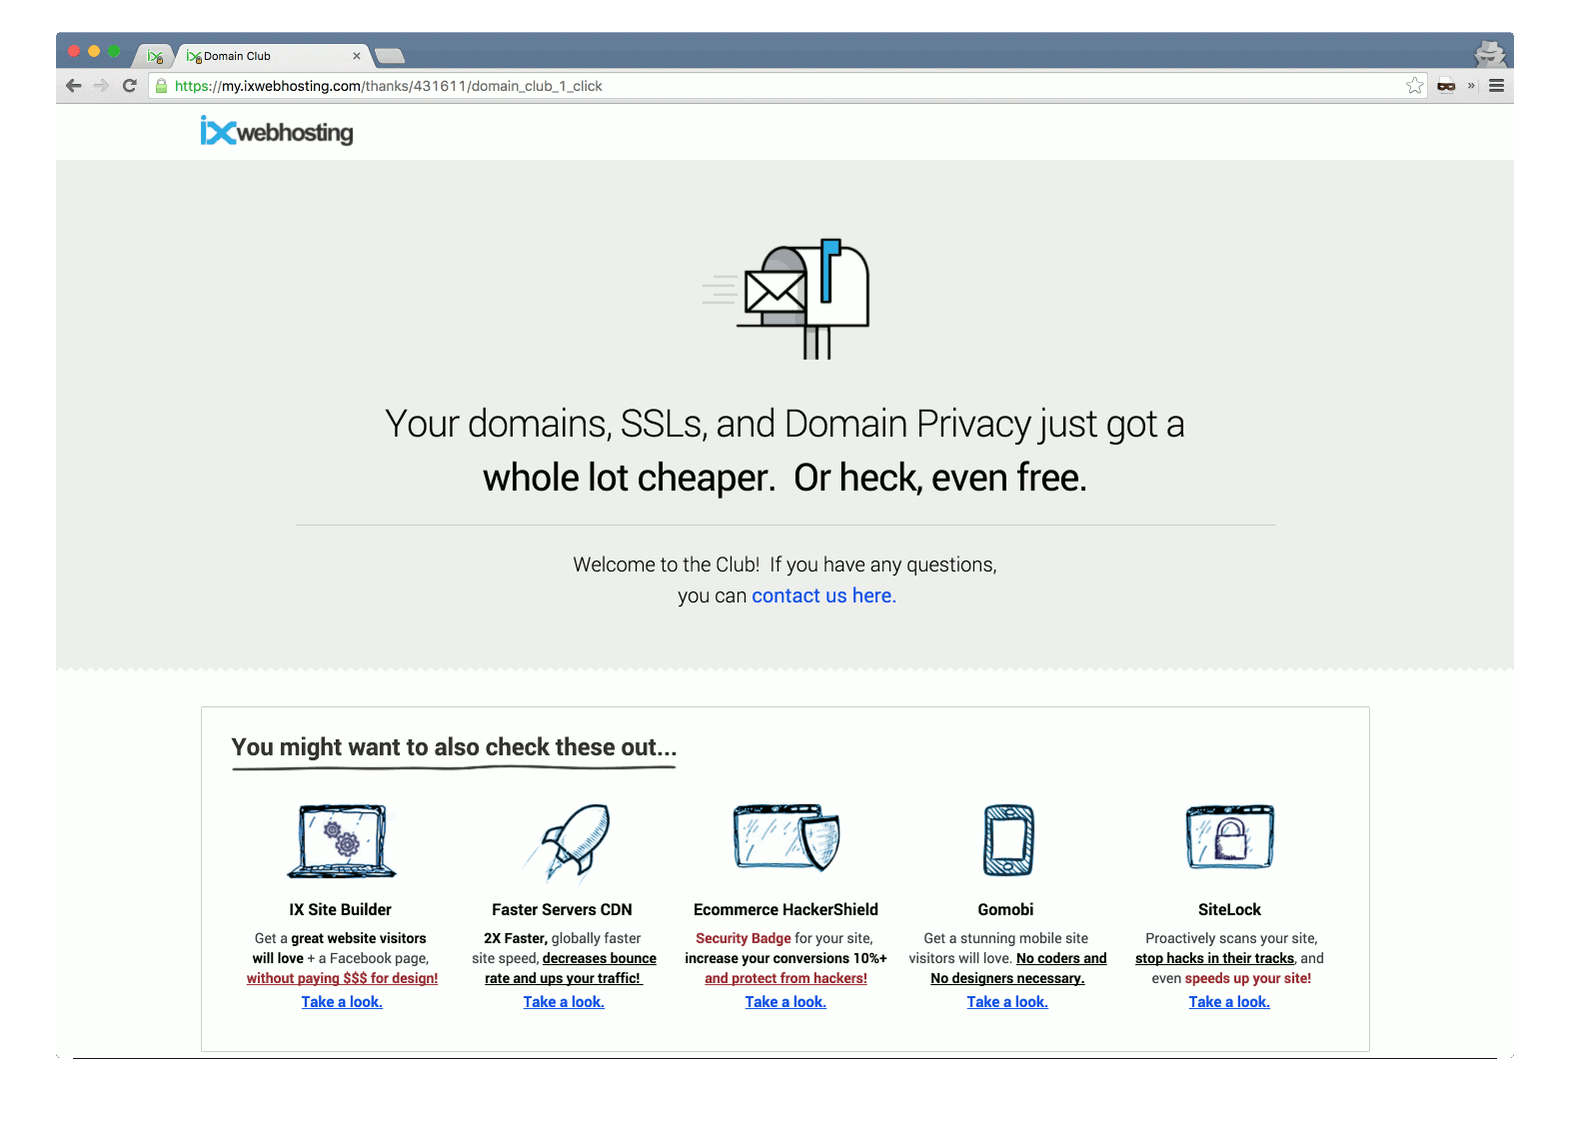 Domain Club
https://my.ixwebhosting.com/thanks/431611/domain_club_1_click
ixwebhosting
Your domains, SSLs, and Domain Privacy just got a
whole lot cheaper. Or heck, even free.
Welcome to the Club! If you have any questions,
you can contact us here.
You might want to also check these out...
IX Site Builder
Get a great website visitors
will love + a Facebook page,
without paying $$$ for design!
Take a look.
Faster Servers CDN
2X Faster, globally faster
site speed, decreases bounce
rate and ups your traffic!
Take a look.
Ecommerce HackerShield
Security Badge for your site,
increase your conversions 10%+
and protect from hackers!
Take a look.
Gomobi
Get a stunning mobile site
visitors will love. No coders and
No designers necessary.
Take a look.
SiteLock
Proactively scans your site,
stop hacks in their tracks, and
even speeds up your site!
Take a look.